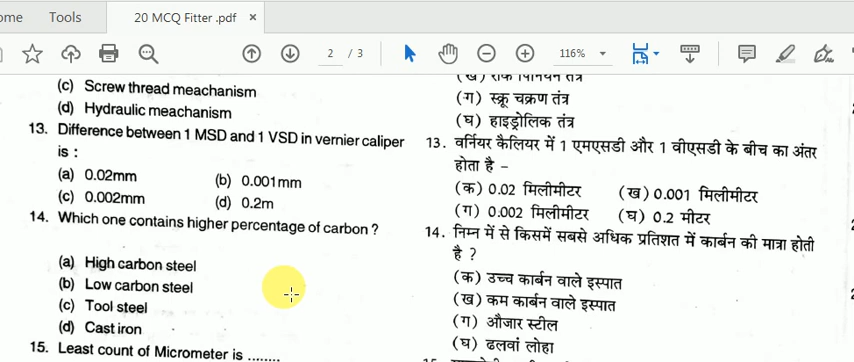 ome Tools 20 MCQ Fitter .pdf ×
2 / 3 116%
(c) Screw thread meachanism
(d) Hydraulic meachanism
13. Difference between 1 MSD and 1 VSD in vernier caliper
is :
(a) 0.02mm (b) 0.001mm
(c) 0.002mm (d) 0.2m
14. Which one contains higher percentage of carbon ?
(a) High carbon steel
(b) Low carbon steel
(c) Tool steel
(d) Cast iron
15. Least count of Micrometer is ........
(ख) रैक पिनियन तंत्र
(ग) स्क्रू चक्रण तंत्र
(घ) हाइड्रोलिक तंत्र
13. वर्नियर कैलियर में 1 एमएसडी और 1 वीएसडी के बीच का अंतर
होता है –
(क) 0.02 मिलीमीटर (ख) 0.001 मिलीमीटर
(ग) 0.002 मिलीमीटर (घ) 0.2 मीटर
14. निम्न में से किसमें सबसे अधिक प्रतिशत में कार्बन की मात्रा होती
है ?
(क) उच्च कार्बन वाले इस्पात
(ख) कम कार्बन वाले इस्पात
(ग) औजार स्टील
(घ) ढलवां लोहा